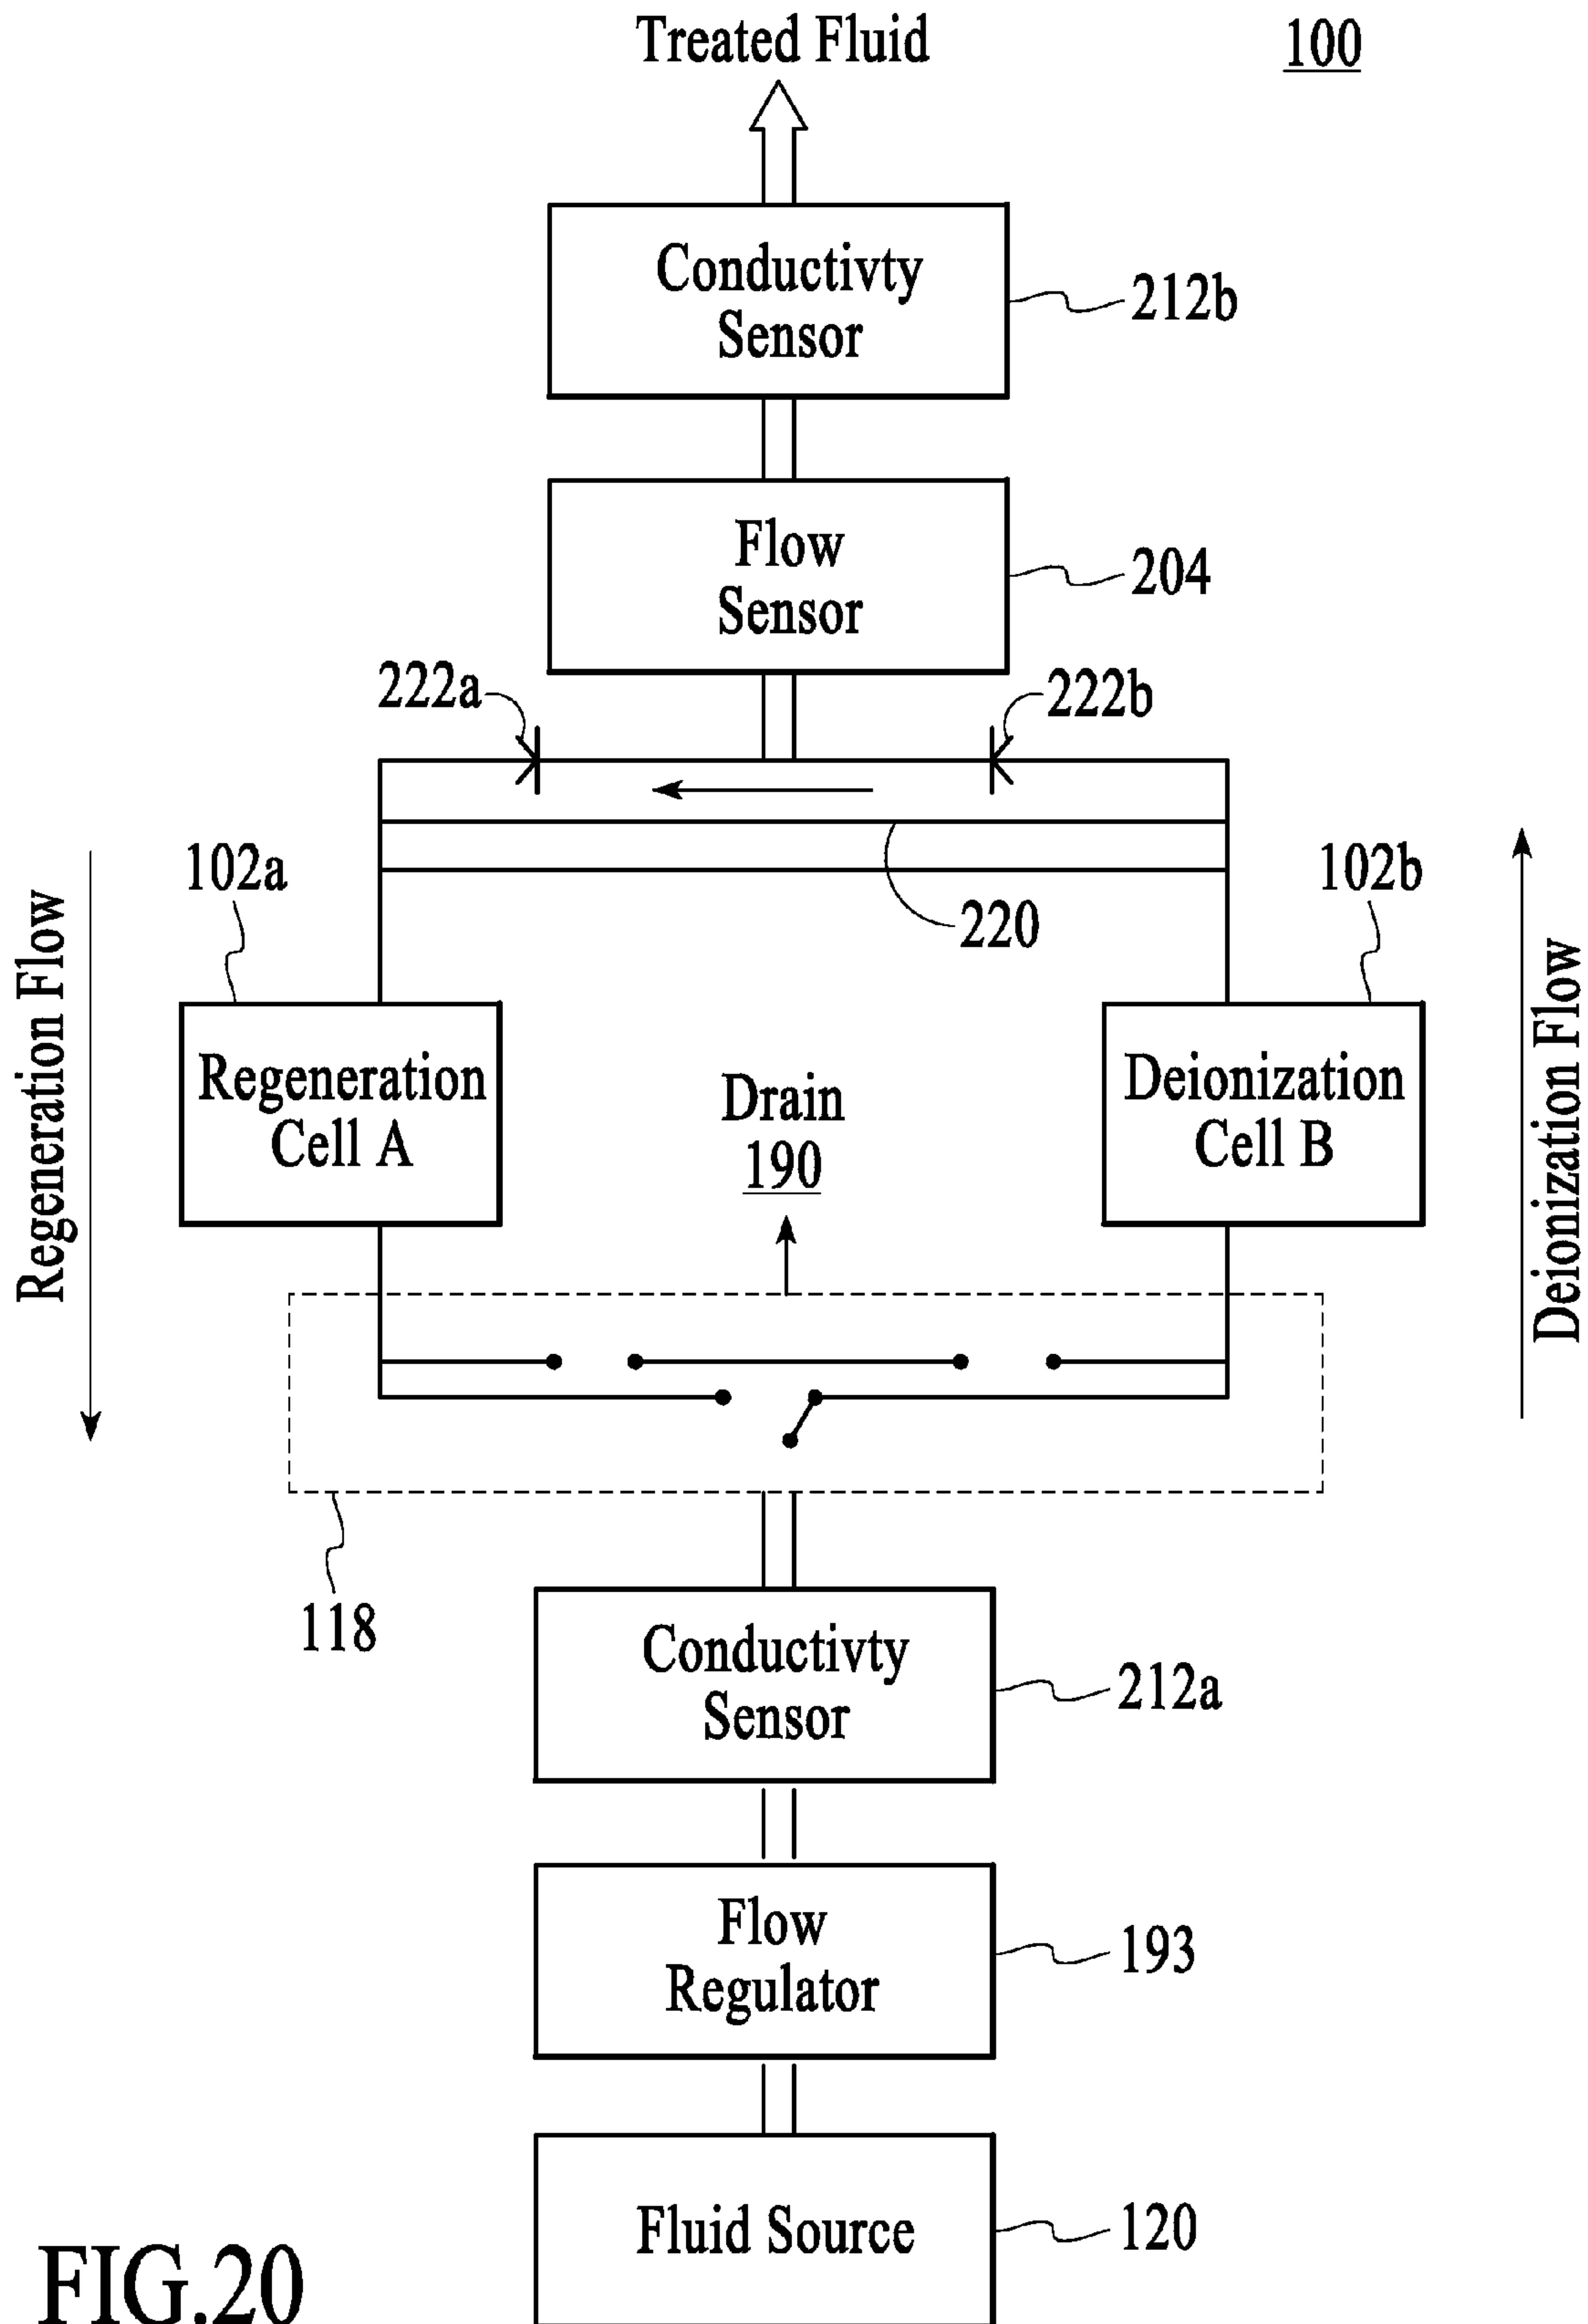 Treated Fluid
100
Conductivty
Sensor
212b
Flow
Sensor
204
222a
222b
102a
102b
220
Regeneration Flow
Deionization Flow
Regeneration
Cell A
Drain
190
Deionization
Cell B
118
Conductivty
Sensor
212a
Flow
Regulator
193
Fluid Source
120
FIG.20